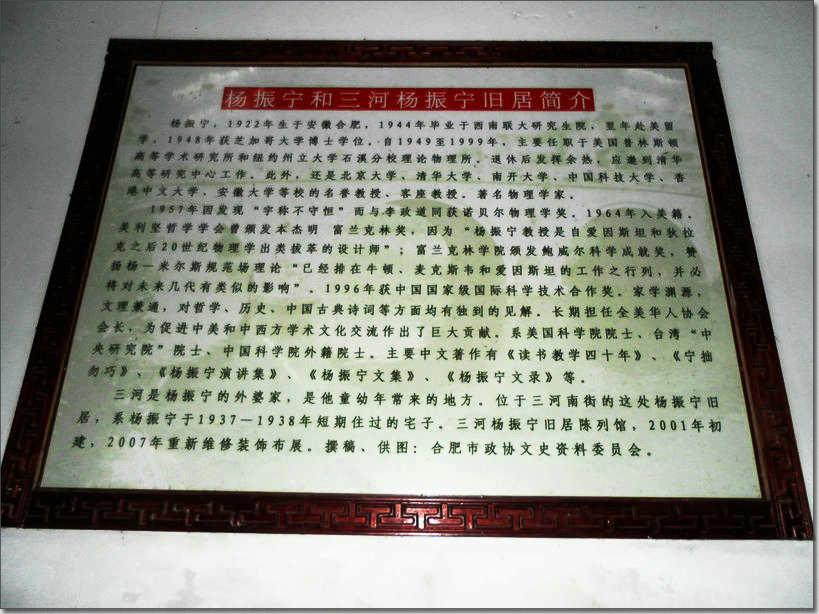 杨振宁和三河杨振宁旧居简介
杨振宁，1922年生于安徽合肥，1944年毕业于西南联大研究生院，翌年赴美留
学，1948年获芝加哥大学博士学位。自1949至1999年，主要任职于美国普林斯顿
高等学术研究所和纽约州立大学石溪分校理论物理所。退休后发挥余热，应邀到清华
高等研究中心工作。此外，还是北京大学、清华大学、南开大学、中国科技大学、香
港中文大学、安徽大学等校的名誉教授、客座教授。著名物理学家。
1957年因发现“宇称不守恒”而与李政道同获诺贝尔物理学奖。1964年入美籍。
美利坚哲学学会曾颁发本杰明 富兰克林奖，因为“杨振宁教授是自爱因斯坦和狄拉
克之后20世纪物理学出类拔萃的设计师”；富兰克林学院颁发鲍威尔科学成就奖，赞
扬杨—米尔斯规范场理论“已经排在牛顿、麦克斯韦和爱因斯坦的工作之行列，并必
将对未来几代有类似的影响”。1996年获中国国家级国际科学技术合作奖。家学渊源，
文理兼通，对哲学、历史、中国古典诗词等方面均有独到的见解。长期担任全美华人协会
会长，为促进中美和中西方学术文化交流作出了巨大贡献。系美国科学院院士、台湾“中
央研究院”院士、中国科学院外籍院士。主要中文著作有《读书教学四十年》、《宁拙
勿巧》、《杨振宁演讲集》、《杨振宁文集》、《杨振宁文录》等。
三河是杨振宁的外婆家，是他童幼年常来的地方。位于三河南街的这处杨振宁旧
居，系杨振宁于1937—1938年短期住过的宅子。三河杨振宁旧居陈列馆，2001年初
建，2007年重新维修装饰布展。撰稿、供图：合肥市政协文史资料委员会。